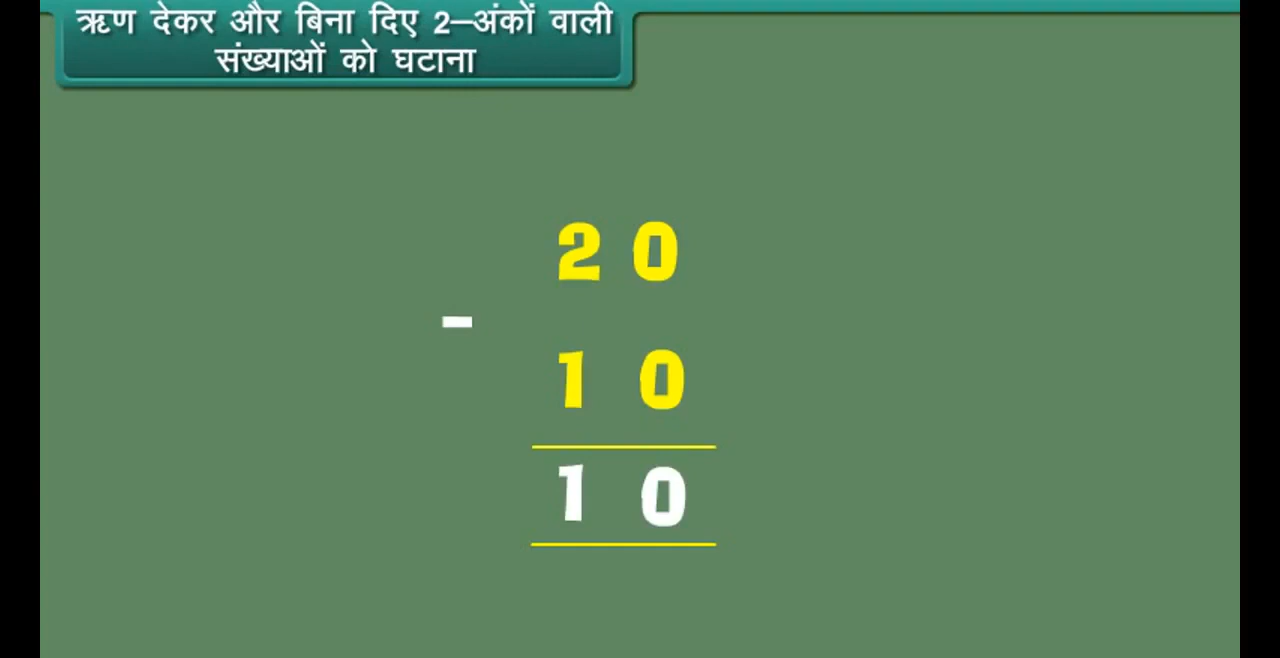 ऋण देकर और बिना दिए 2–अंकों वाली
संख्याओं को घटाना
2 0
-
1 0
1 0